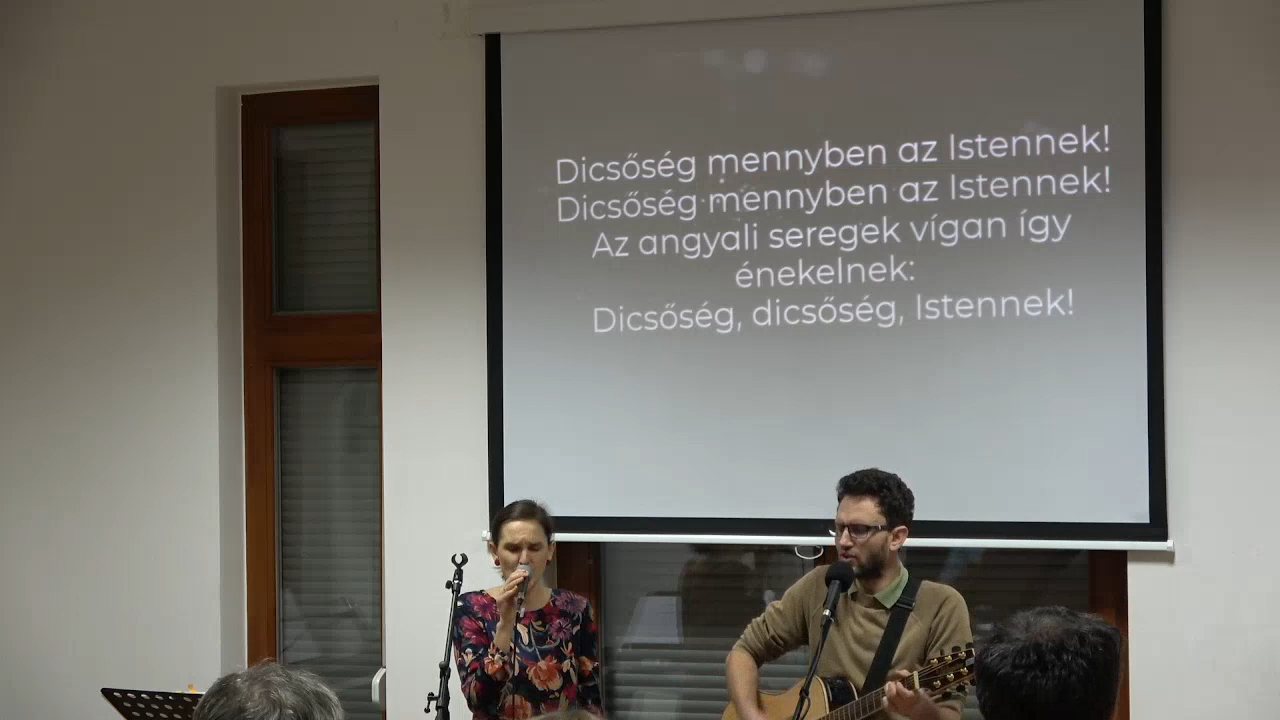 Dicsőség mennyben az Istennek!
Dicsőség mennyben az Istennek!
Az angyali seregek vígan így
énekelnek:
Dicsőség, dicsőség, Istennek!